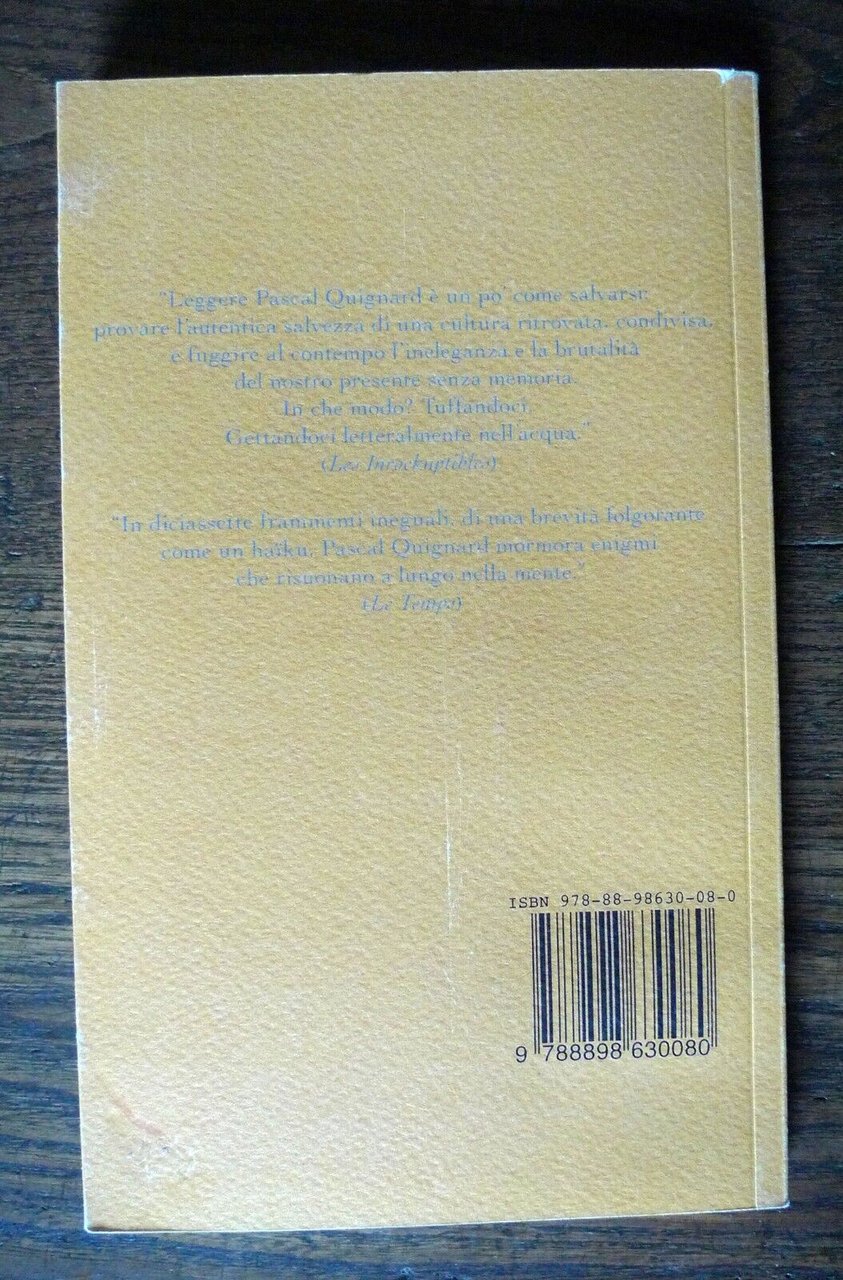 "Leggere Pascal Quignard è un po' come salvarsi:
provare l'autentica salvezza di una cultura ritrovata, condivisa,
e fuggire al contempo l'ineleganza e la brutalità
del nostro presente senza memoria.
In che modo? Tuffandoci.
Gettandoci letteralmente nell'acqua."
(Les Inrockuptibles)
"In diciassette frammenti ineguali, di una brevità folgorante
come un haïku, Pascal Quignard mormora enigmi
che risuonano a lungo nella mente."
(Le Temps)
ISBN 978-88-98630-08-0
9 788898 630080